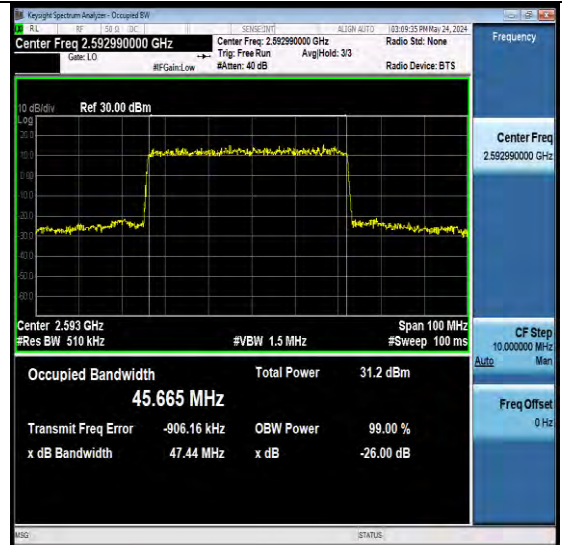 Keysight Spectrum Analyzer - Occupied BW
RL RF 50 Ω DC SENSE:INT ALIGN AUTO 03:09:35 PM May 24, 2024
Center Freq 2.592990000 GHz Center Freq: 2.592990000 GHz Radio Std: None
Gate: LO Trig: Free Run Avg|Hold: 3/3
#IFGain:Low #Atten: 40 dB Radio Device: BTS
10 dB/div Ref 30.00 dBm
Log
20.0
10.0
0.00
-10.0
-20.0
-30.0
-40.0
-50.0
-60.0
Center 2.593 GHz Span 100 MHz
#Res BW 510 kHz #VBW 1.5 MHz #Sweep 100 ms
Occupied Bandwidth Total Power 31.2 dBm
45.665 MHz
Transmit Freq Error -906.16 kHz OBW Power 99.00 %
x dB Bandwidth 47.44 MHz x dB -26.00 dB
MSG STATUS
Frequency
Center Freq
2.592990000 GHz
CF Step
10.000000 MHz
Auto Man
Freq Offset
0 Hz